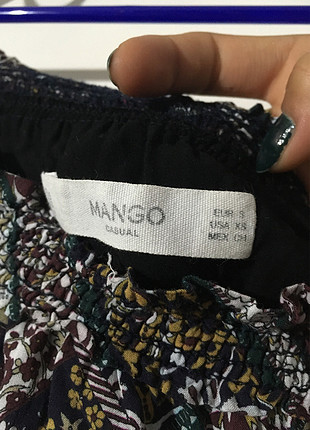 MANGO
CASUAL
EUR S
USA XS
MEX CH